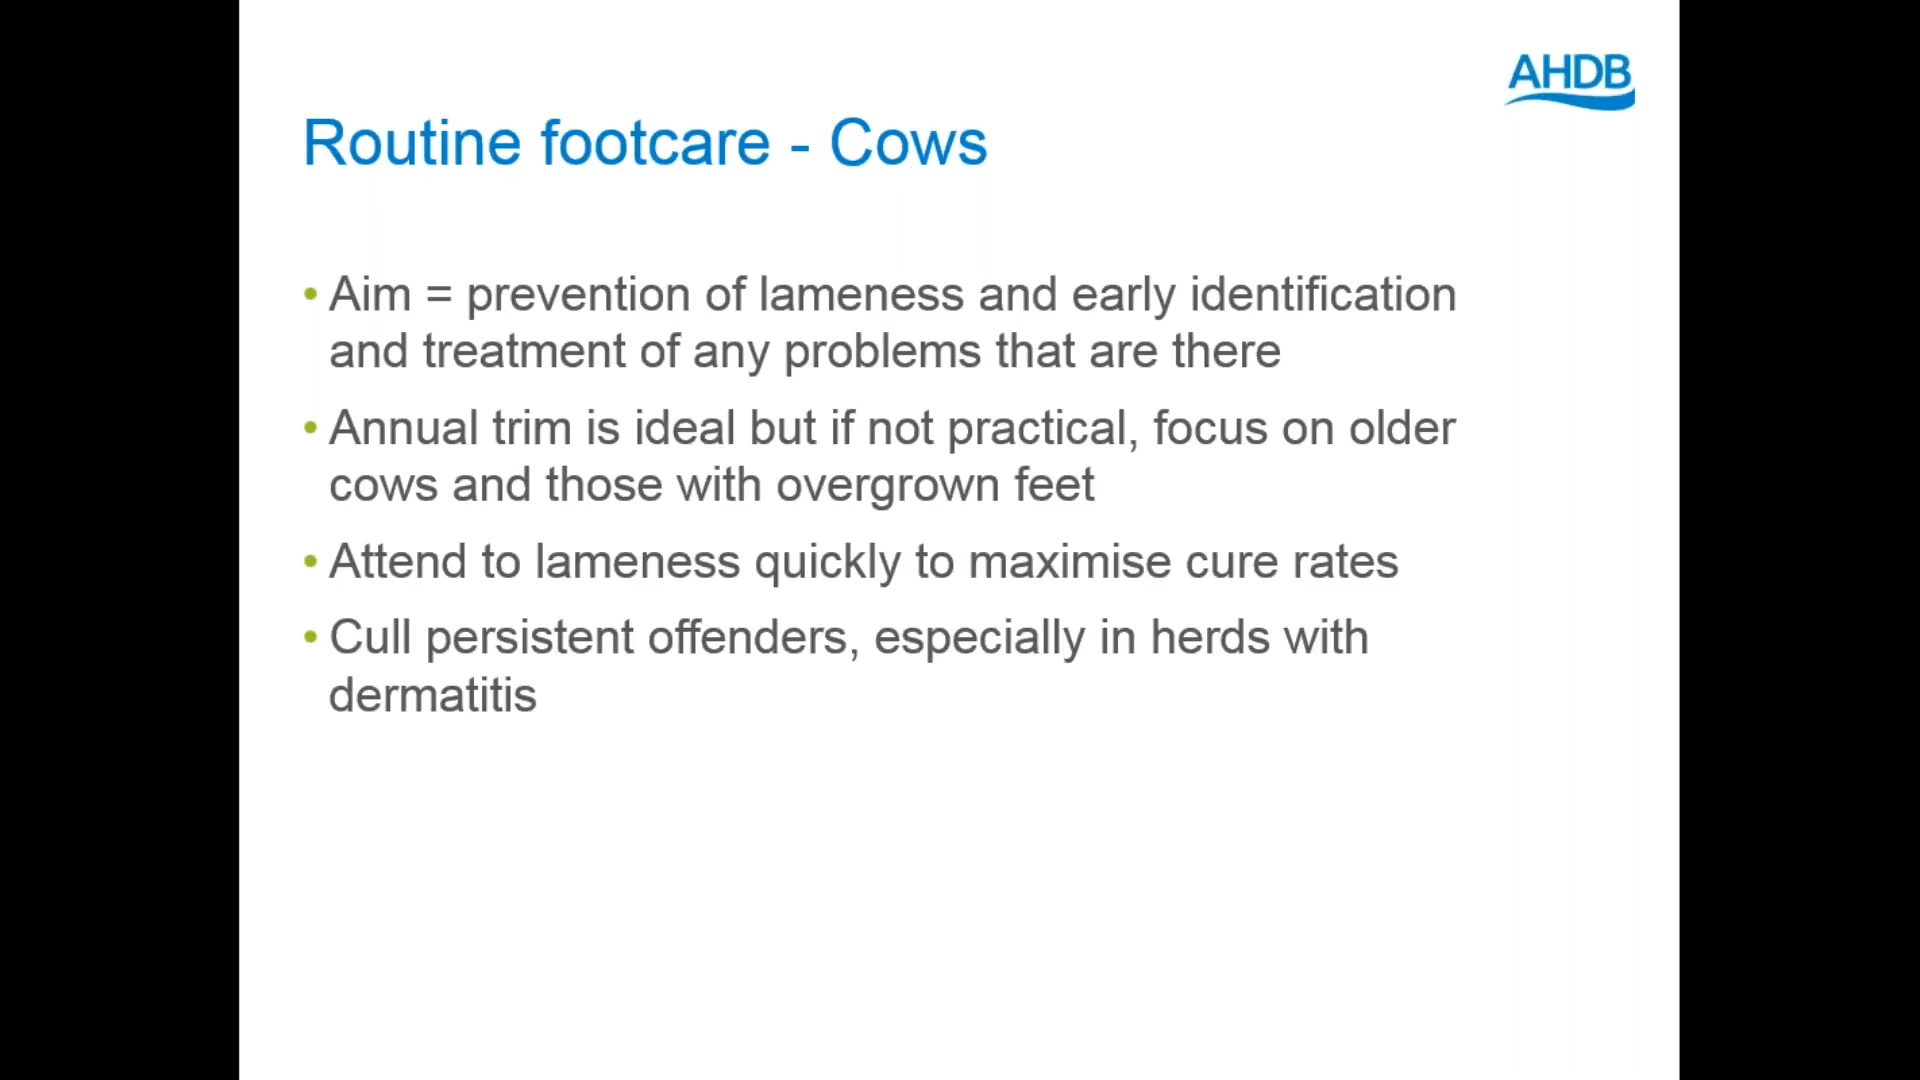 AHDB
Routine footcare - Cows
• Aim = prevention of lameness and early identification
and treatment of any problems that are there
• Annual trim is ideal but if not practical, focus on older
cows and those with overgrown feet
• Attend to lameness quickly to maximise cure rates
• Cull persistent offenders, especially in herds with
dermatitis